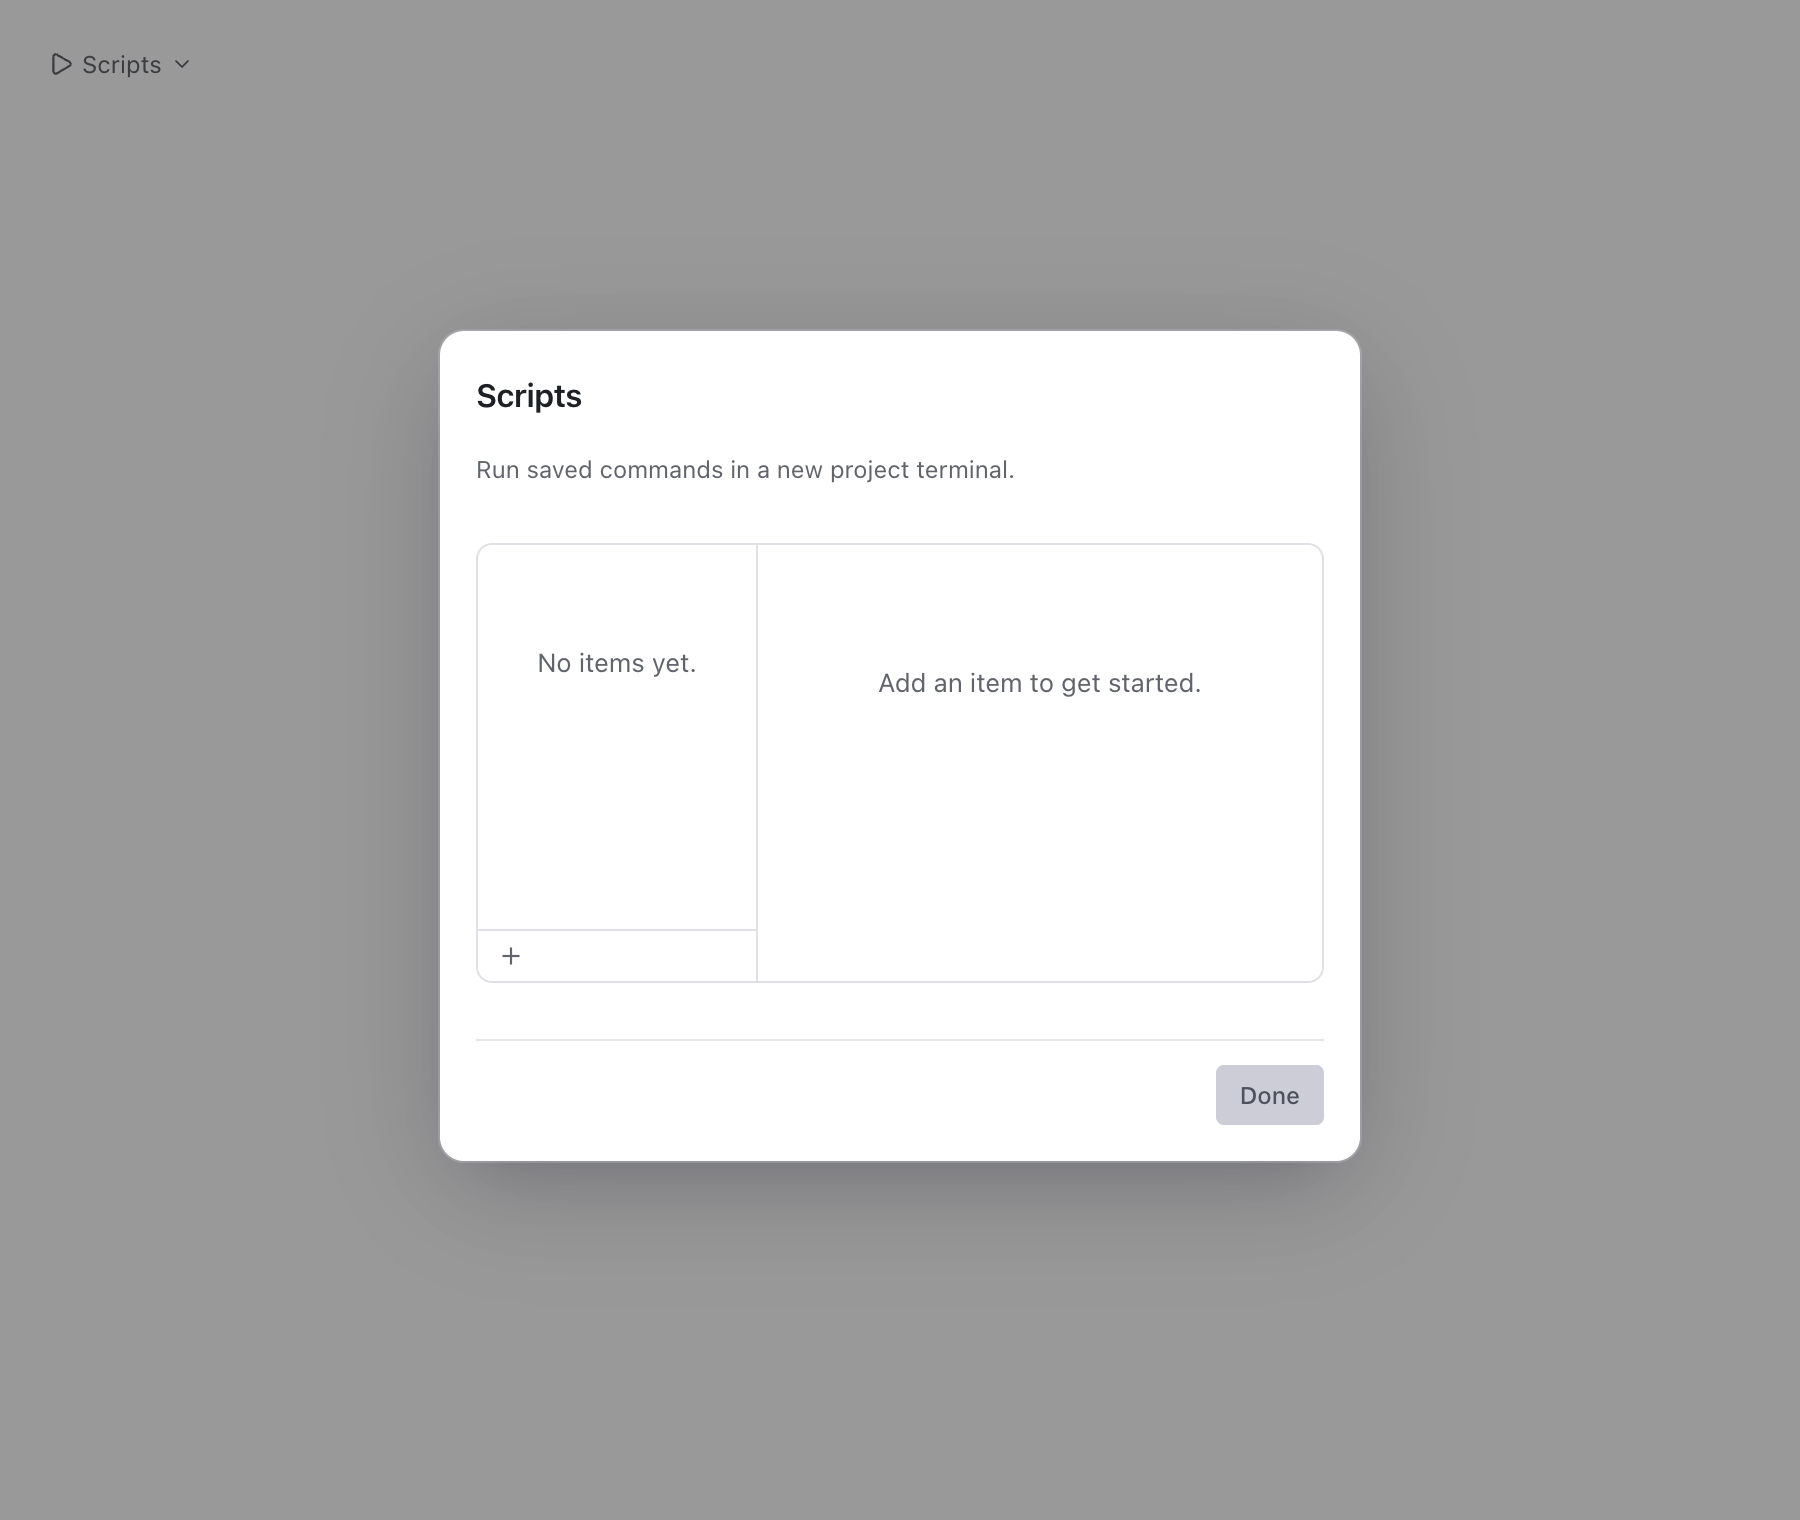 Scripts
Scripts
Run saved commands in a new project terminal.
No items yet.
Add an item to get started.
Done